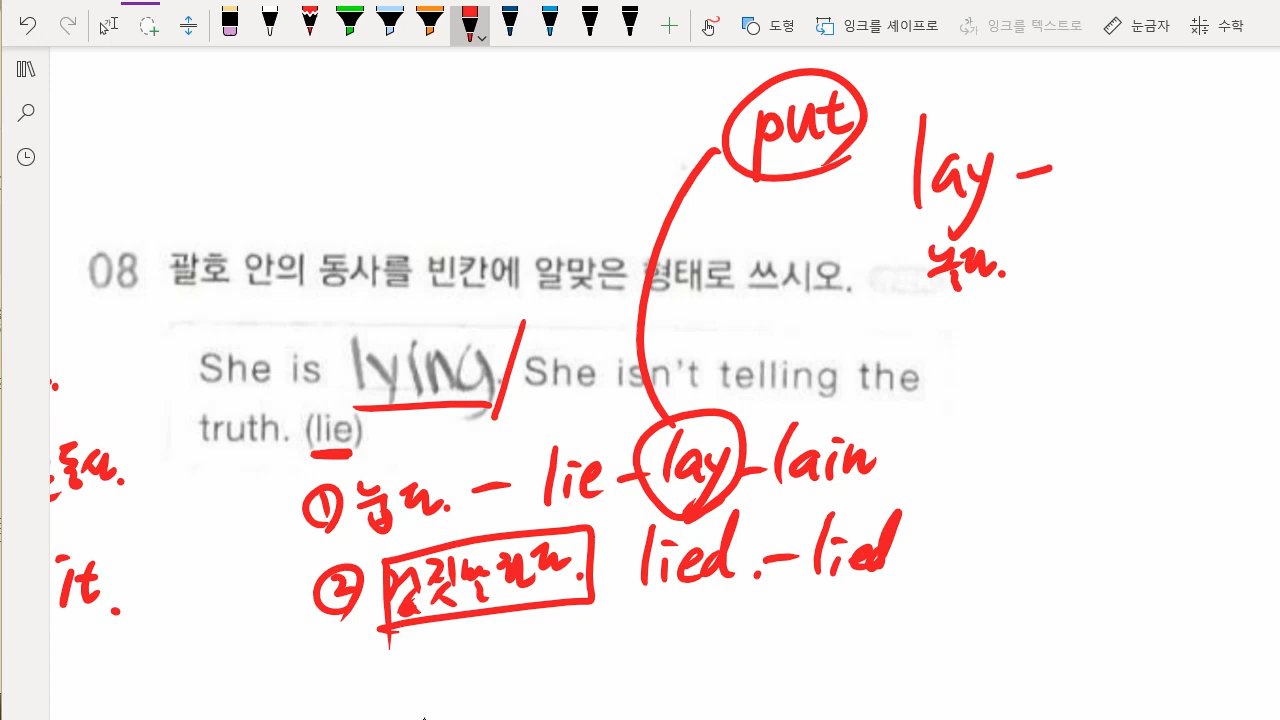 도형
잉크를 셰이프로
잉크를 텍스트로
눈금자
수학
put
lay -
놓다.
08 괄호 안의 동사를 빈칸에 알맞은 형태로 쓰시오.
She is lying. She isn't telling the
truth. (lie)
동사.
① 눕다. - lie - lay - lain
② 거짓말한다. lied. - lied
it.